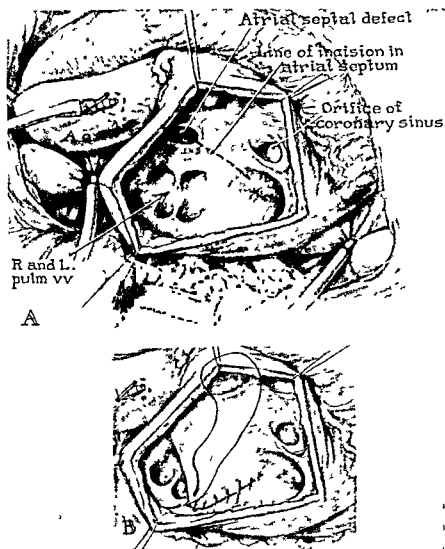 Atrial septal defect
Line of incision in
atrial septum
Orifice of
coronary sinus
R and L.
pulm vv
A
B